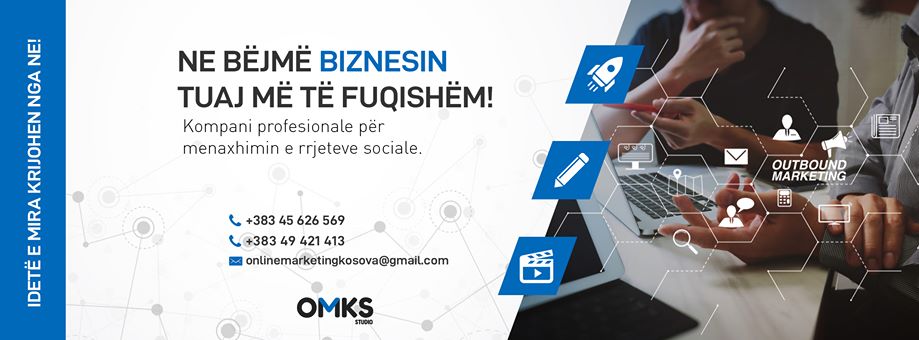 IDETË E MIRA KRIJOHEN NGA NE!
NE BËJMË BIZNESIN
TUAJ MË TË FUQISHËM!
Kompani profesionale për
menaxhimin e rrjeteve sociale.
+383 45 626 569
+383 49 421 413
onlinemarketingkosova@gmail.com
OMKS
STUDIO
OUTBOUND
MARKETING